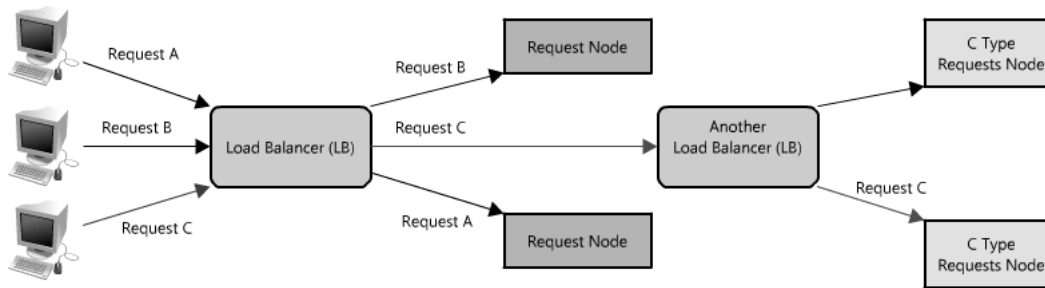 Request A
Request B
Request C
Load Balancer (LB)
Request B
Request C
Request A
Request Node
Request Node
Another
Load Balancer (LB)
Request C
C Type
Requests Node
C Type
Requests Node